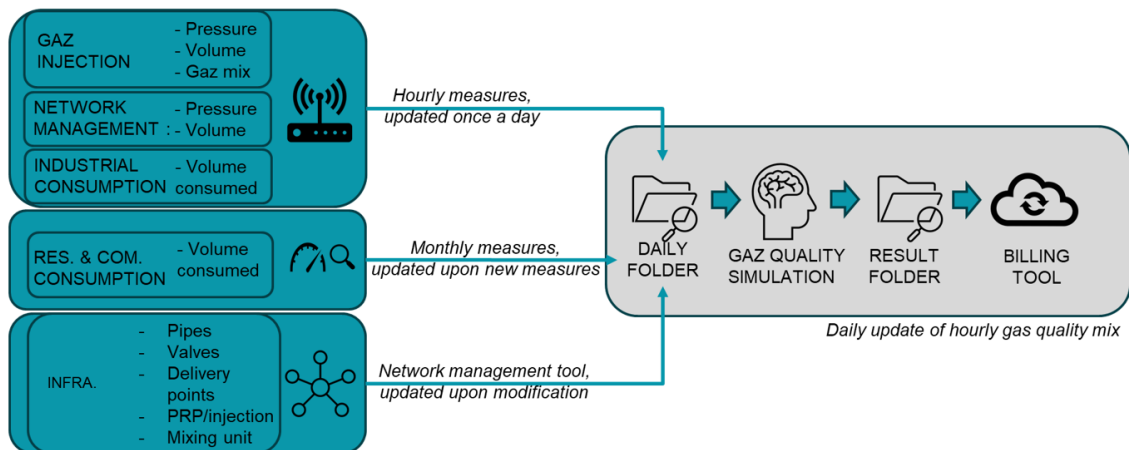 GAZ
INJECTION
- Pressure
- Volume
- Gaz mix
NETWORK
MANAGEMENT :
- Pressure
- Volume
INDUSTRIAL
CONSUMPTION
- Volume
consumed
Hourly measures,
updated once a day
RES. & COM.
CONSUMPTION
- Volume
consumed
Monthly measures,
updated upon new measures
INFRA.
- Pipes
- Valves
- Delivery
points
- PRP/injection
- Mixing unit
Network management tool,
updated upon modification
DAILY
FOLDER
GAZ QUALITY
SIMULATION
RESULT
FOLDER
BILLING
TOOL
Daily update of hourly gas quality mix